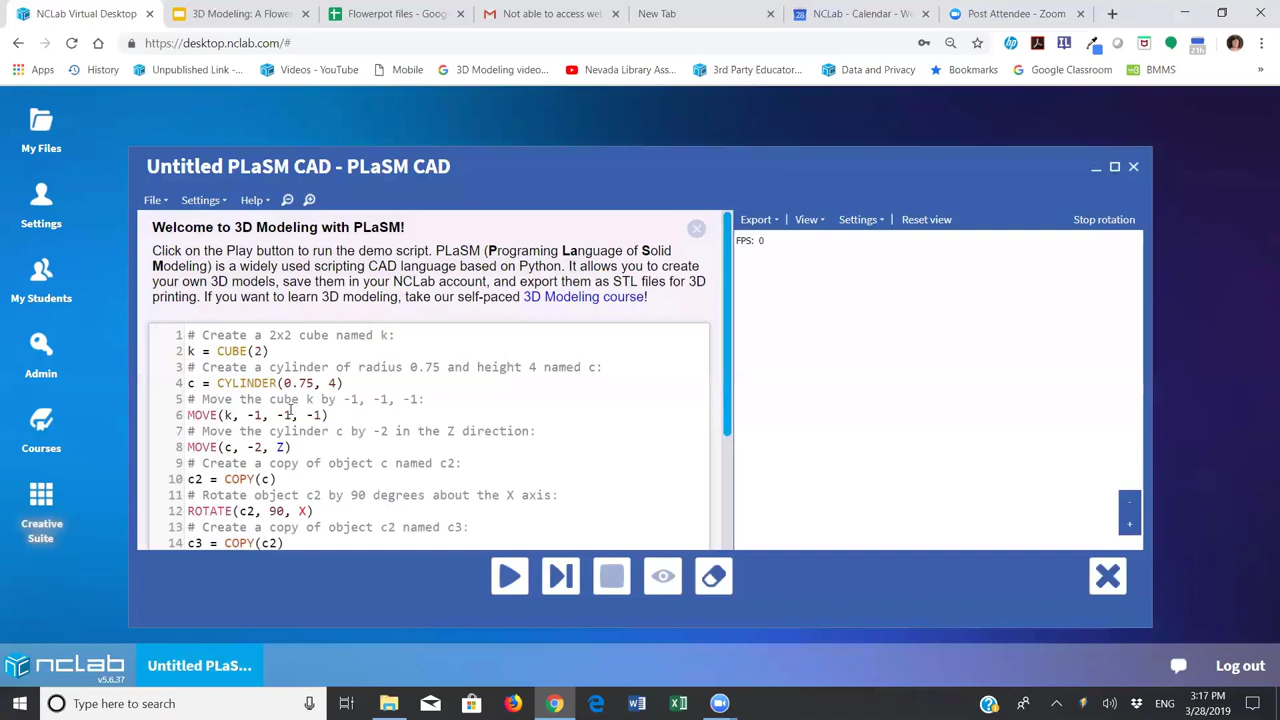 NCLab Virtual Desktop
3D Modeling: A Flower
Flowerpot files - Goog
Not able to access wel
New Tab
NCLab - Calendar - We
Post Attendee - Zoom
https://desktop.nclab.com/#
Apps
History
Unpublished Link -...
Videos - YouTube
Mobile
3D Modeling video...
Nevada Library Ass...
3rd Party Educator...
Data and Privacy
Bookmarks
Google Classroom
BMMS
My Files
Settings
My Students
Admin
Courses
Creative
Suite
Untitled PLaSM CAD - PLaSM CAD
File
Settings
Help
Welcome to 3D Modeling with PLaSM!
Click on the Play button to run the demo script. PLaSM (Programing Language of Solid
Modeling) is a widely used scripting CAD language based on Python. It allows you to create
your own 3D models, save them in your NCLab account, and export them as STL files for 3D
printing. If you want to learn 3D modeling, take our self-paced 3D Modeling course!
1 # Create a 2x2 cube named k:
2 k = CUBE(2)
3 # Create a cylinder of radius 0.75 and height 4 named c:
4 c = CYLINDER(0.75, 4)
5 # Move the cube k by -1, -1, -1:
6 MOVE(k, -1, -1, -1)
7 # Move the cylinder c by -2 in the Z direction:
8 MOVE(c, -2, Z)
9 # Create a copy of object c named c2:
10 c2 = COPY(c)
11 # Rotate object c2 by 90 degrees about the X axis:
12 ROTATE(c2, 90, X)
13 # Create a copy of object c2 named c3:
14 c3 = COPY(c2)
Export
View
Settings
Reset view
Stop rotation
FPS: 0
-
+
nclab
v5.6.37
Untitled PLaS...
Log out
Type here to search
ENG
3:17 PM
3/28/2019